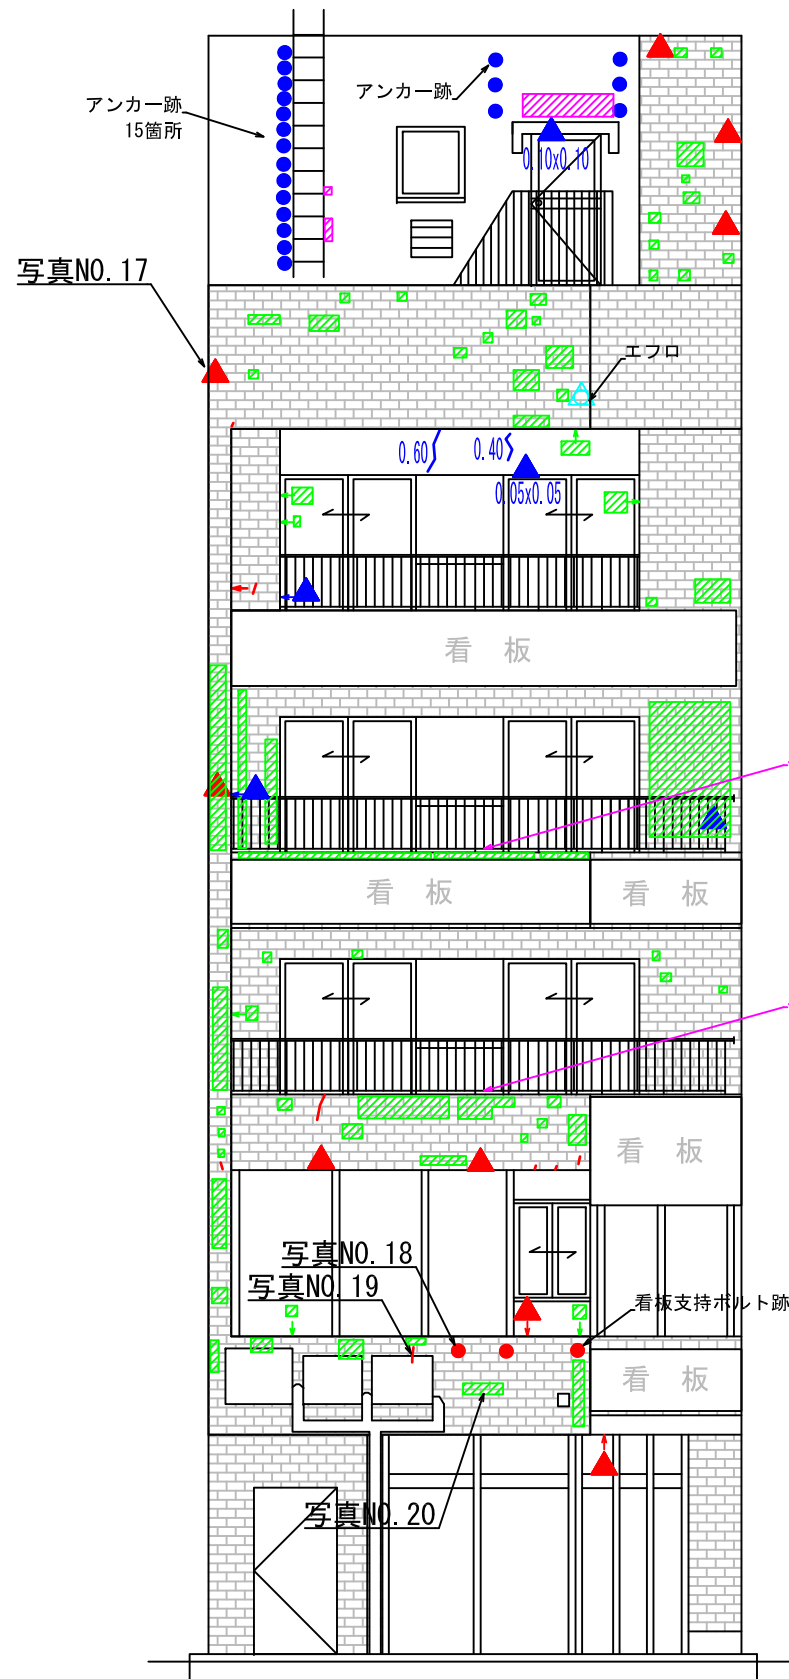 アンカー跡
アンカー跡
15箇所
0.10x0.10
写真NO.17
エフロ
0.60
0.40
0.05x0.05
看 板
看 板
看 板
看 板
写真NO.18
写真NO.19
看板支持ボルト跡
看 板
写真NO.20